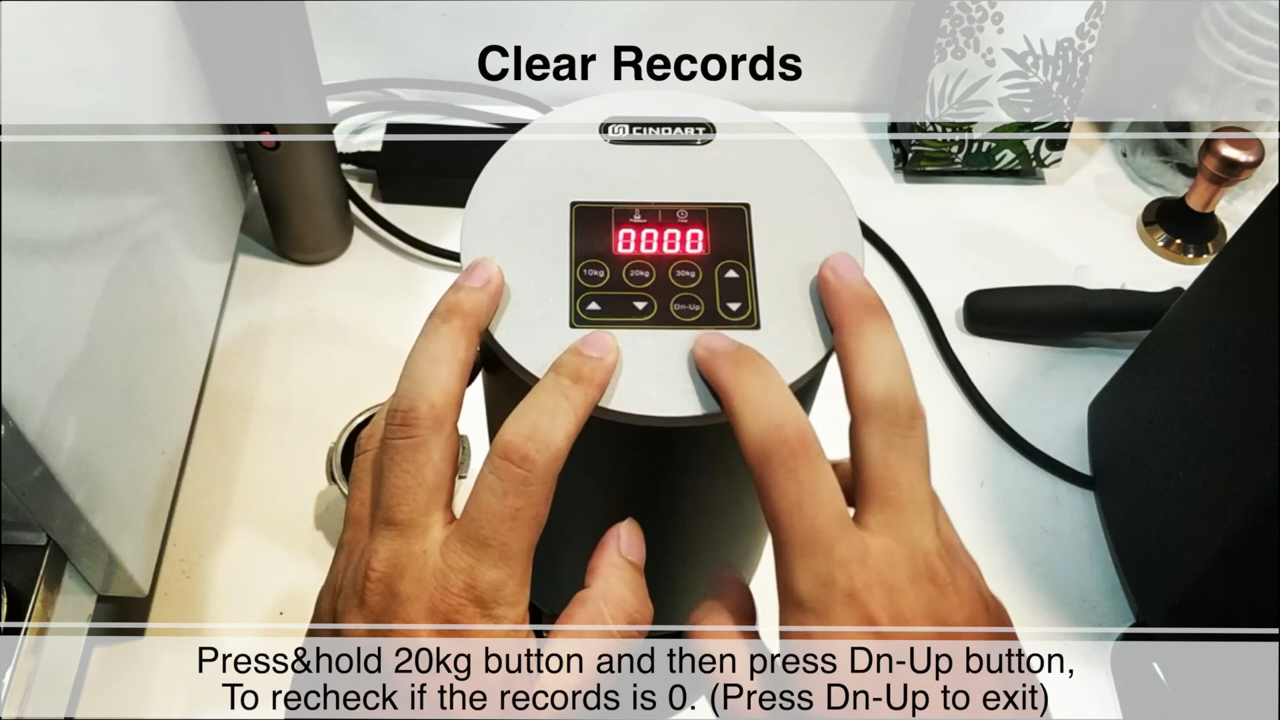 Clear Records
CINOART
0000
10kg 20kg 30kg
Dn-Up
Press&hold 20kg button and then press Dn-Up button,
To recheck if the records is 0. (Press Dn-Up to exit)